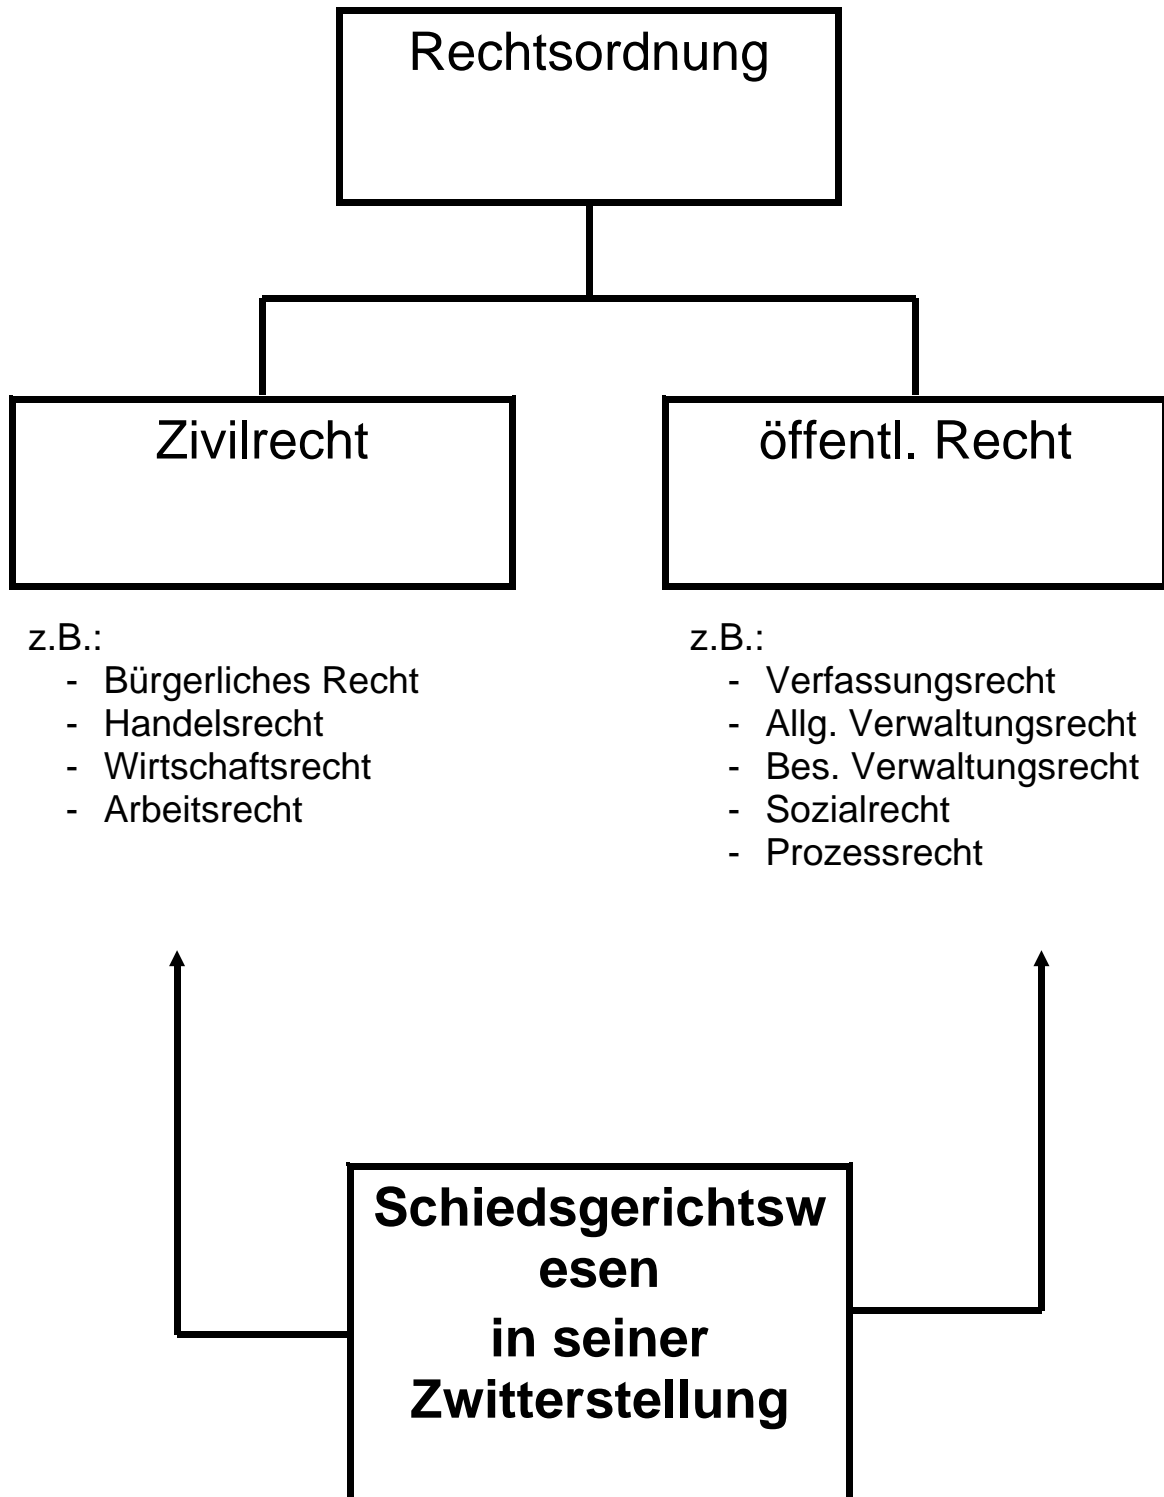 Rechtsordnung
Zivilrecht
öffentl. Recht
z.B.:
- Bürgerliches Recht
- Handelsrecht
- Wirtschaftsrecht
- Arbeitsrecht
z.B.:
- Verfassungsrecht
- Allg. Verwaltungsrecht
- Bes. Verwaltungsrecht
- Sozialrecht
- Prozessrecht
Schiedsgerichtsw
esen
in seiner
Zwitterstellung